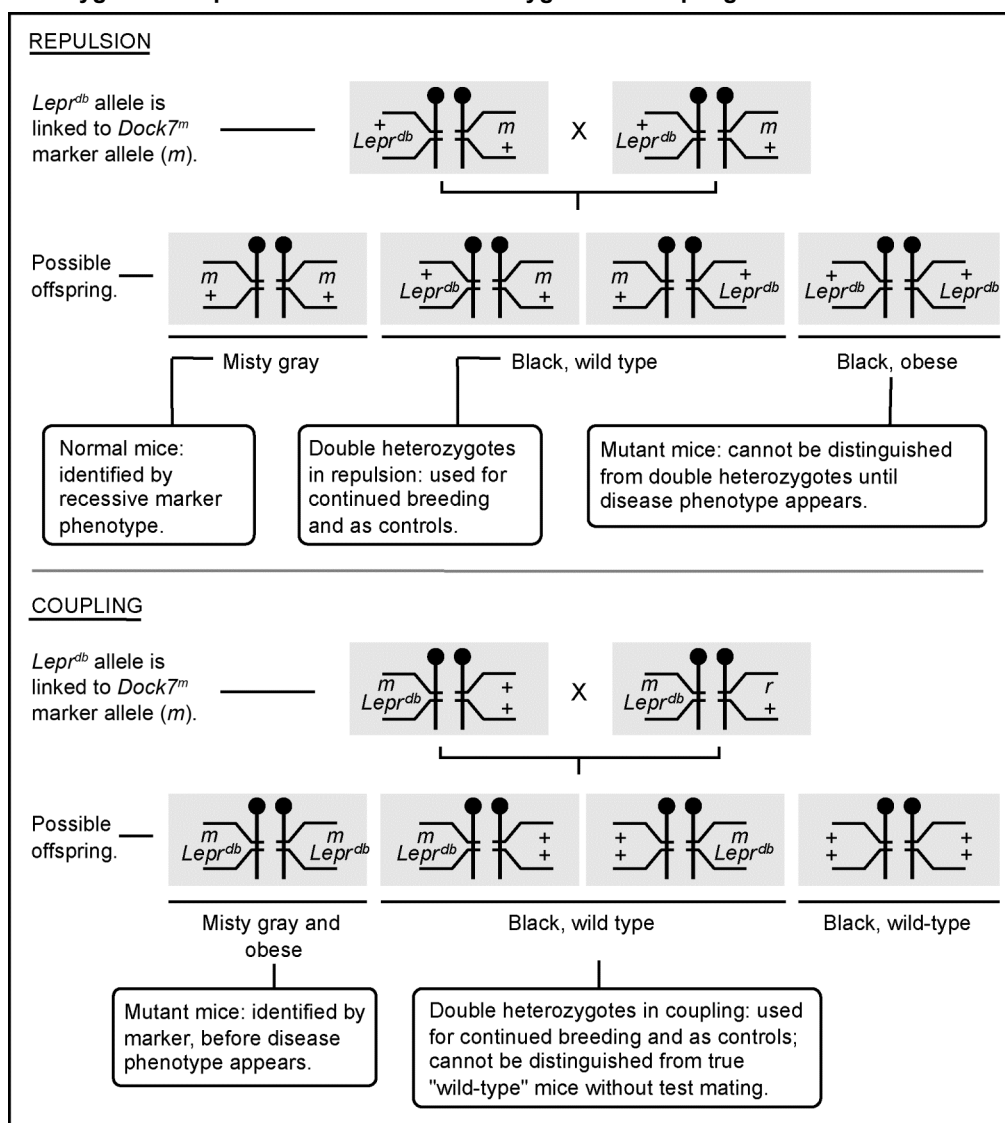 REPULSION
Lepr^db allele is
linked to Dock7^m
marker allele (m).
+ Lepr^db m + X + Lepr^db m +
Possible
offspring.
m + m +
+ Lepr^db m +
m + + Lepr^db
+ Lepr^db + Lepr^db
Misty gray
Black, wild type
Black, obese
Normal mice:
identified by
recessive marker
phenotype.
Double heterozygotes
in repulsion: used for
continued breeding
and as controls.
Mutant mice: cannot be distinguished
from double heterozygotes until
disease phenotype appears.
COUPLING
Lepr^db allele is
linked to Dock7^m
marker allele (m).
m Lepr^db + + X m Lepr^db r +
Possible
offspring.
m Lepr^db m Lepr^db
m Lepr^db + +
+ + m Lepr^db
+ + + +
Misty gray and
obese
Black, wild type
Black, wild-type
Mutant mice: identified by
marker, before disease
phenotype appears.
Double heterozygotes in coupling: used
for continued breeding and as controls;
cannot be distinguished from true
"wild-type" mice without test mating.